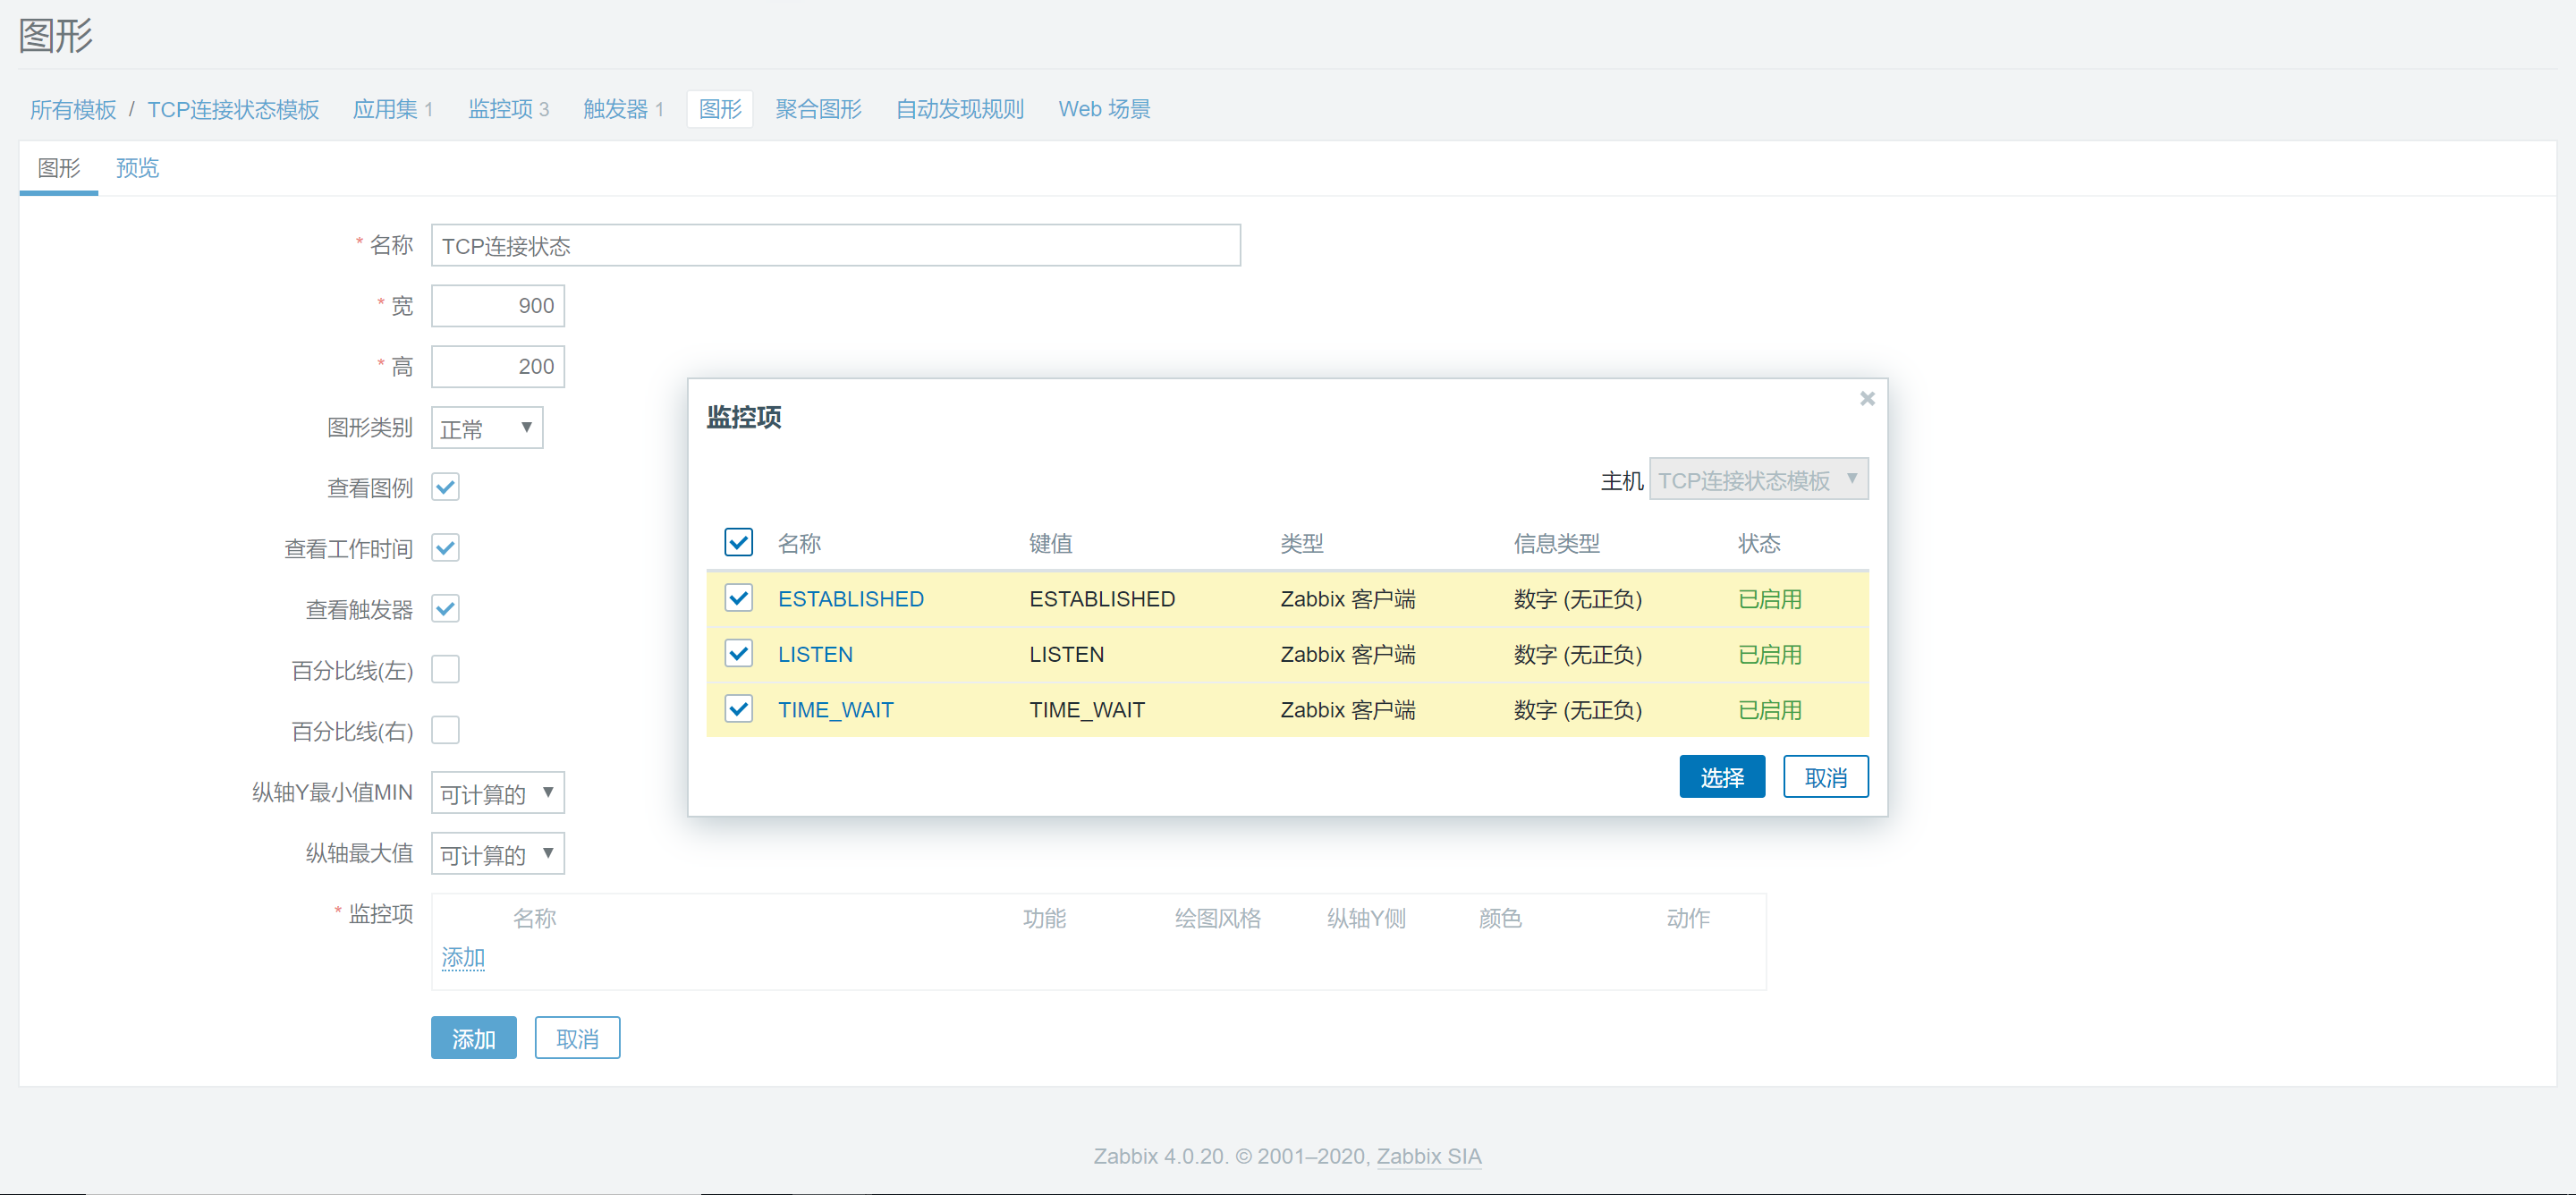 图形
所有模板 / TCP连接状态模板 应用集 1 监控项 3 触发器 1 图形 聚合图形 自动发现规则 Web 场景
图形 预览
* 名称 TCP连接状态
* 宽 900
* 高 200
图形类别 正常
查看图例
查看工作时间
查看触发器
百分比线(左)
百分比线(右)
纵轴Y最小值MIN 可计算的
纵轴最大值 可计算的
* 监控项 名称 功能 绘图风格 纵轴Y侧 颜色 动作
添加
添加 取消
监控项
主机 TCP连接状态模板
名称 键值 类型 信息类型 状态
ESTABLISHED ESTABLISHED Zabbix 客户端 数字 (无正负) 已启用
LISTEN LISTEN Zabbix 客户端 数字 (无正负) 已启用
TIME_WAIT TIME_WAIT Zabbix 客户端 数字 (无正负) 已启用
选择 取消
Zabbix 4.0.20. © 2001–2020, Zabbix SIA